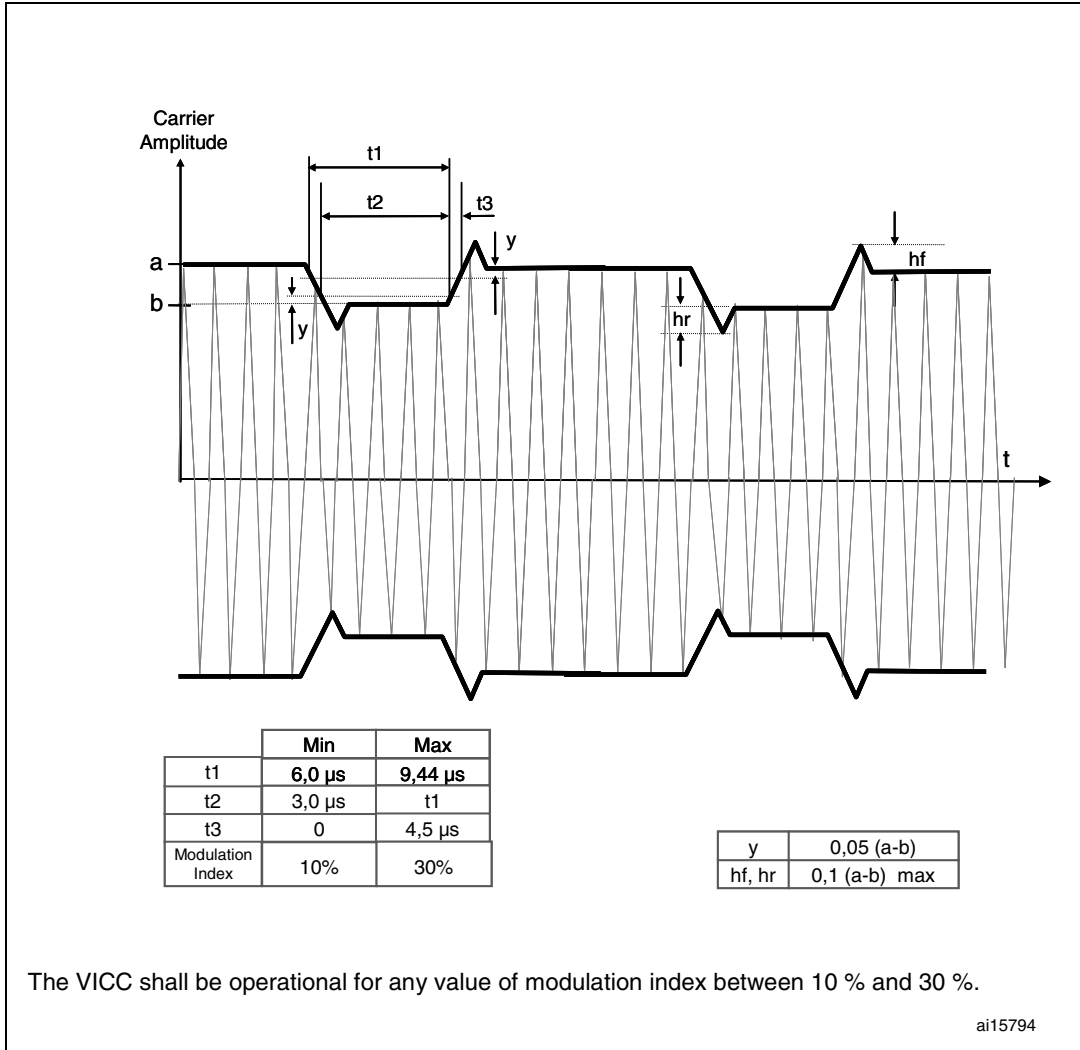 Carrier
Amplitude
t1
t2
t3
y
a
hf
b
y
hr
t
Min Max
t1 6,0 µs 9,44 µs
t2 3,0 µs t1
t3 0 4,5 µs
Modulation
Index 10% 30%
y 0,05 (a-b)
hf, hr 0,1 (a-b) max
The VICC shall be operational for any value of modulation index between 10 % and 30 %.
ai15794